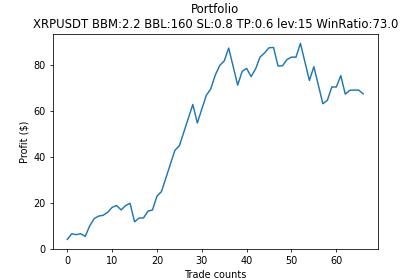 Portfolio
XRPUSDT BBM:2.2 BBL:160 SL:0.8 TP:0.6 lev:15 WinRatio:73.0
80
60
40
20
0
Profit ($)
0 10 20 30 40 50 60
Trade counts